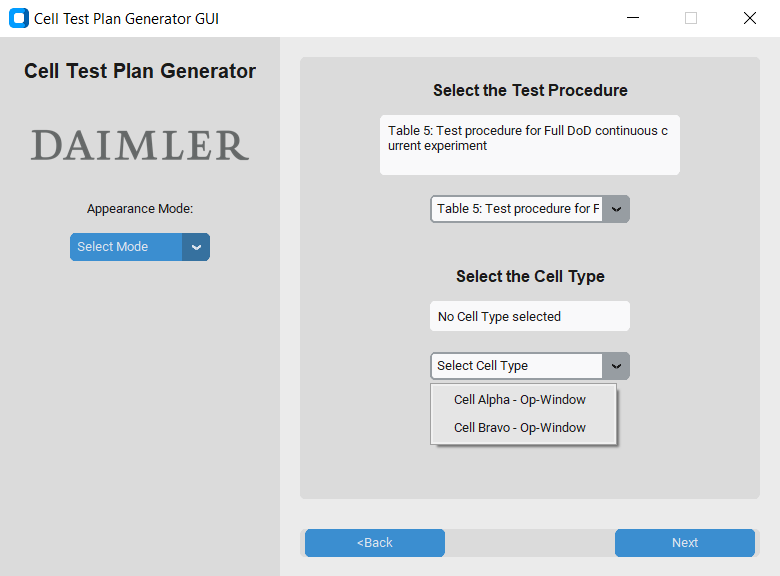 Cell Test Plan Generator GUI
Cell Test Plan Generator
DAIMLER
Appearance Mode:
Select Mode
Select the Test Procedure
Table 5: Test procedure for Full DoD continuous c
urrent experiment
Table 5: Test procedure for F
Select the Cell Type
No Cell Type selected
Select Cell Type
Cell Alpha - Op-Window
Cell Bravo - Op-Window
<Back
Next